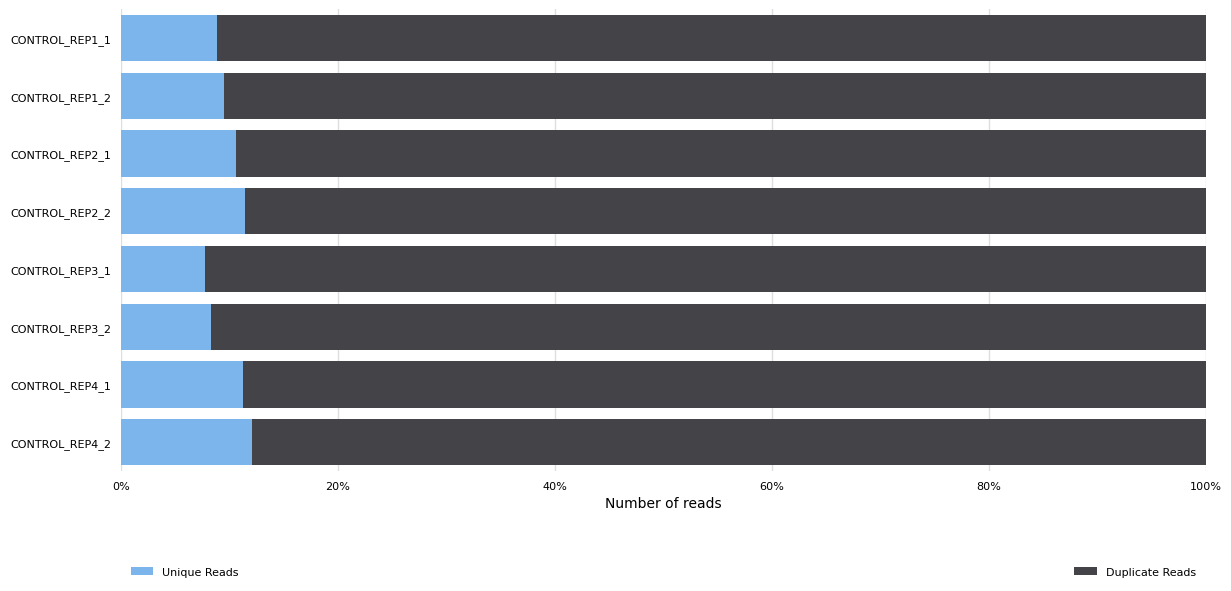 CONTROL_REP1_1
CONTROL_REP1_2
CONTROL_REP2_1
CONTROL_REP2_2
CONTROL_REP3_1
CONTROL_REP3_2
CONTROL_REP4_1
CONTROL_REP4_2
0% 20% 40% 60% 80% 100%
Number of reads
Unique Reads Duplicate Reads